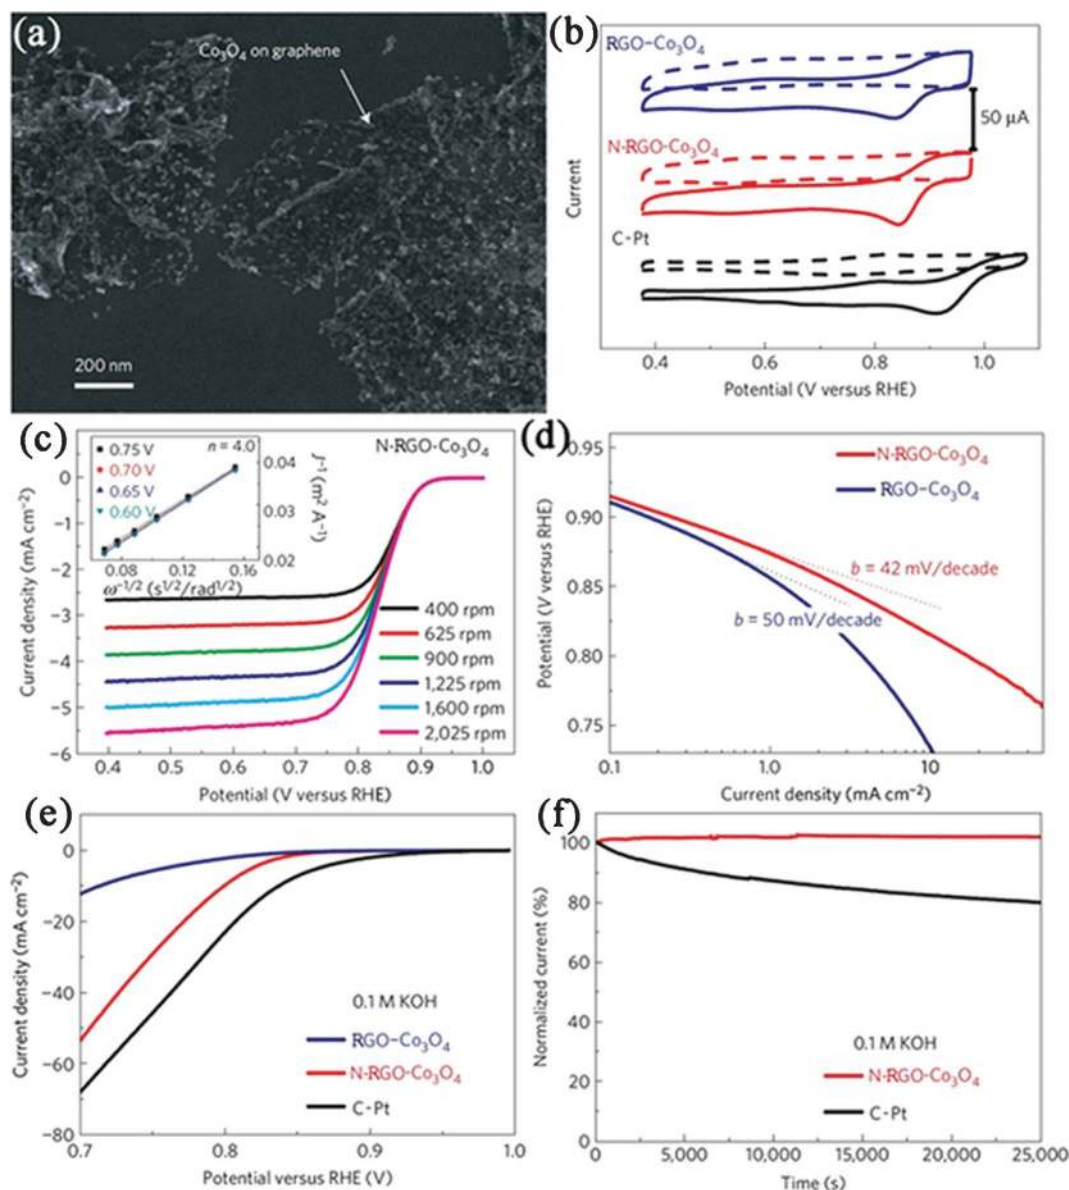 (a)
Co₃O₄ on graphene
200 nm
(b)
RGO–Co₃O₄
N-RGO-Co₃O₄
C-Pt
50 μA
Current
0.4 0.6 0.8 1.0
Potential (V versus RHE)
(c)
0.75 V
0.70 V
0.65 V
0.60 V
n = 4.0
0.04
0.03
0.02
J⁻¹ (m² A⁻¹)
0.08 0.12 0.16
ω⁻¹/² (s¹/²/rad¹/²)
N-RGO-Co₃O₄
0
−1
−2
−3
−4
−5
−6
Current density (mA cm⁻²)
400 rpm
625 rpm
900 rpm
1,225 rpm
1,600 rpm
2,025 rpm
0.4 0.5 0.6 0.7 0.8 0.9 1.0
Potential (V versus RHE)
(d)
0.95
0.90
0.85
0.80
0.75
Potential (V versus RHE)
N-RGO-Co₃O₄
RGO-Co₃O₄
b = 42 mV/decade
b = 50 mV/decade
0.1 1.0 10
Current density (mA cm⁻²)
(e)
0
−20
−40
−60
−80
Current density (mA cm⁻²)
0.1 M KOH
RGO–Co₃O₄
N-RGO-Co₃O₄
C-Pt
0.7 0.8 0.9 1.0
Potential versus RHE (V)
(f)
100
80
60
40
20
0
Normalized current (%)
0.1 M KOH
N-RGO-Co₃O₄
C-Pt
0 5,000 10,000 15,000 20,000 25,000
Time (s)